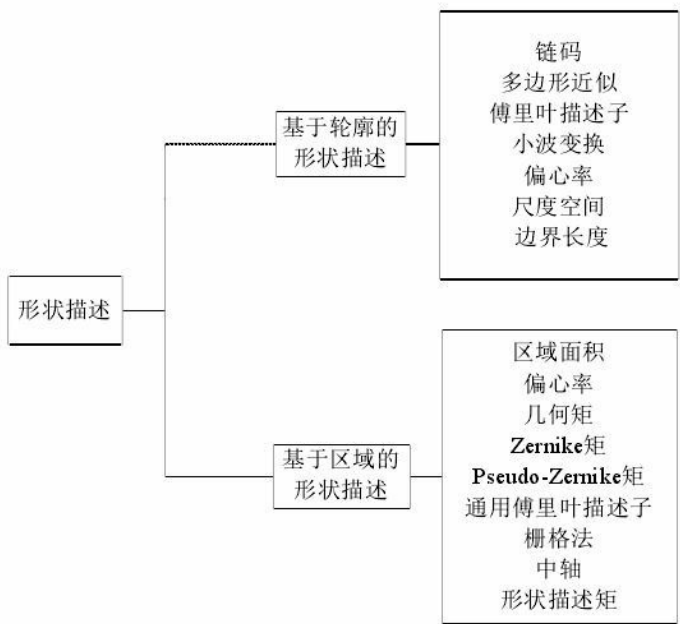 形状描述
基于轮廓的
形状描述
链码
多边形近似
傅里叶描述子
小波变换
偏心率
尺度空间
边界长度
基于区域的
形状描述
区域面积
偏心率
几何矩
Zernike矩
Pseudo-Zernike矩
通用傅里叶描述子
栅格法
中轴
形状描述矩